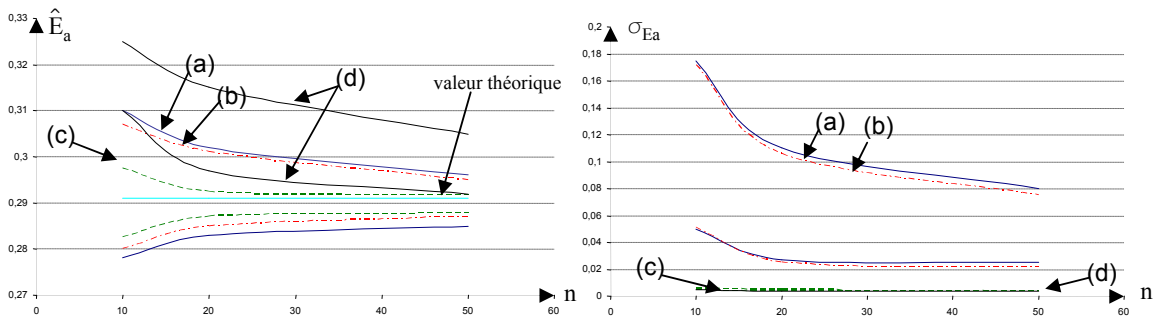 0,33
Êa
0,32
(a)
(d)
valeur théorique
0,31
(b)
(c)
0,3
0,29
0,28
0,27
n
0 10 20 30 40 50 60
0,2
σEa
0,18
0,16
0,14
(a)
(b)
0,12
0,1
0,08
0,06
0,04
(c)
(d)
0,02
0
n
0 10 20 30 40 50 60